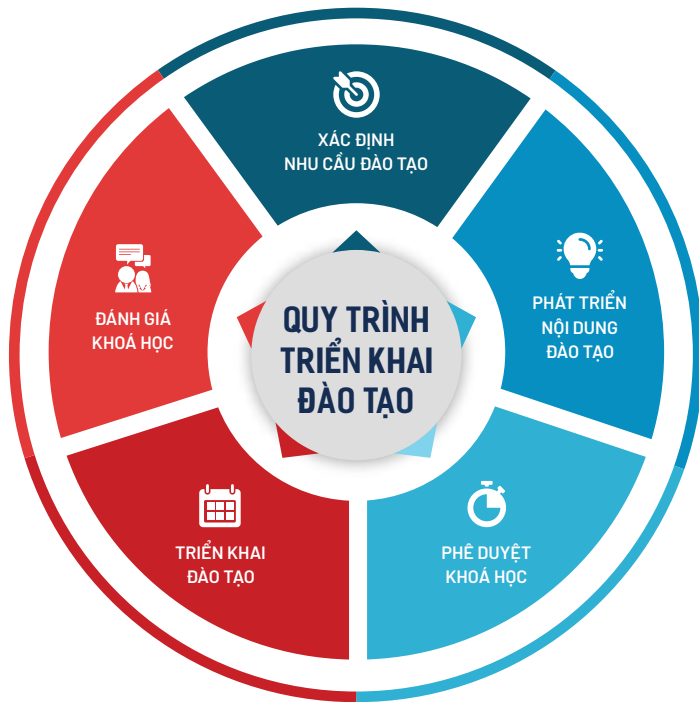 XÁC ĐỊNH
NHU CẦU ĐÀO TẠO
PHÁT TRIỂN
NỘI DUNG
ĐÀO TẠO
PHÊ DUYỆT
KHOÁ HỌC
TRIỂN KHAI
ĐÀO TẠO
ĐÁNH GIÁ
KHOÁ HỌC
QUY TRÌNH
TRIỂN KHAI
ĐÀO TẠO